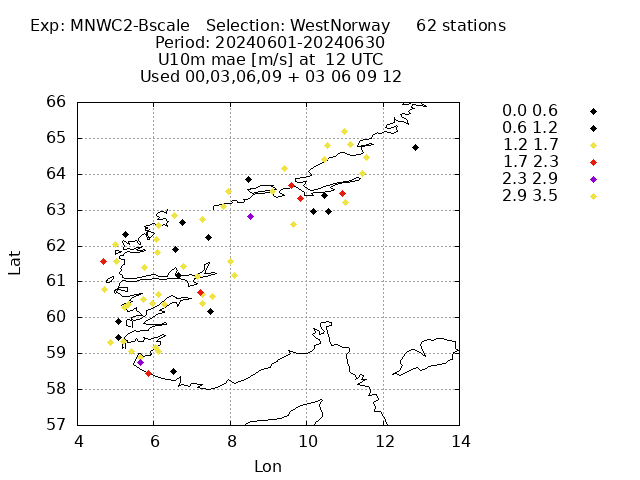 Exp: MNWC2-Bscale   Selection: WestNorway     62 stations
Period: 20240601-20240630
U10m mae [m/s] at  12 UTC
Used 00,03,06,09 + 03 06 09 12
0.0 0.6
0.6 1.2
1.2 1.7
1.7 2.3
2.3 2.9
2.9 3.5
66
65
64
63
62
61
60
59
58
57
Lat
4 6 8 10 12 14
Lon